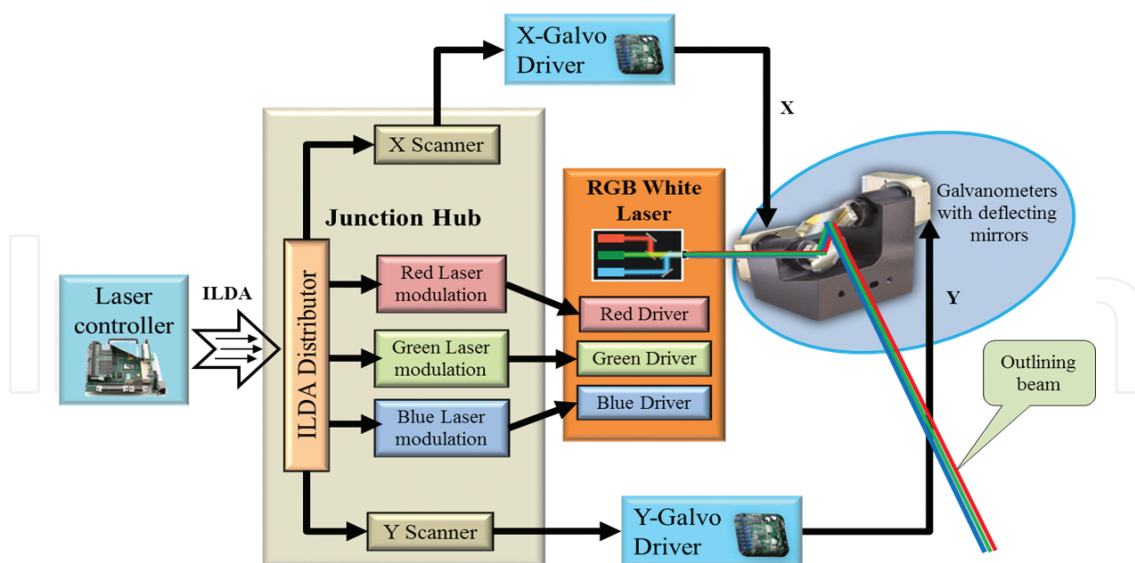 X-Galvo
Driver
X
X Scanner
RGB White
Laser
Galvanometers
with deflecting
mirrors
Junction Hub
Laser
controller
ILDA
ILDA Distributor
Red Laser
modulation
Red Driver
Y
Green Laser
modulation
Green Driver
Outlining
beam
Blue Laser
modulation
Blue Driver
Y Scanner
Y-Galvo
Driver